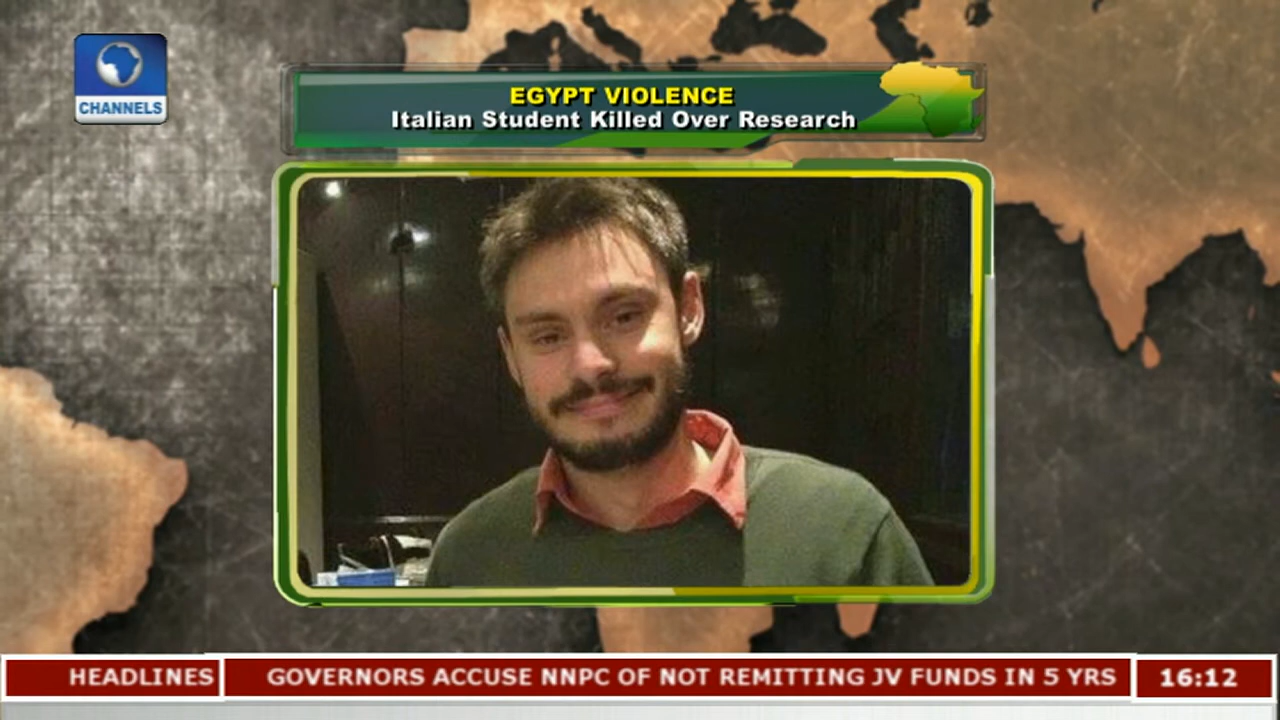 CHANNELS
EGYPT VIOLENCE
Italian Student Killed Over Research
HEADLINES
GOVERNORS ACCUSE NNPC OF NOT REMITTING JV FUNDS IN 5 YRS
16:12